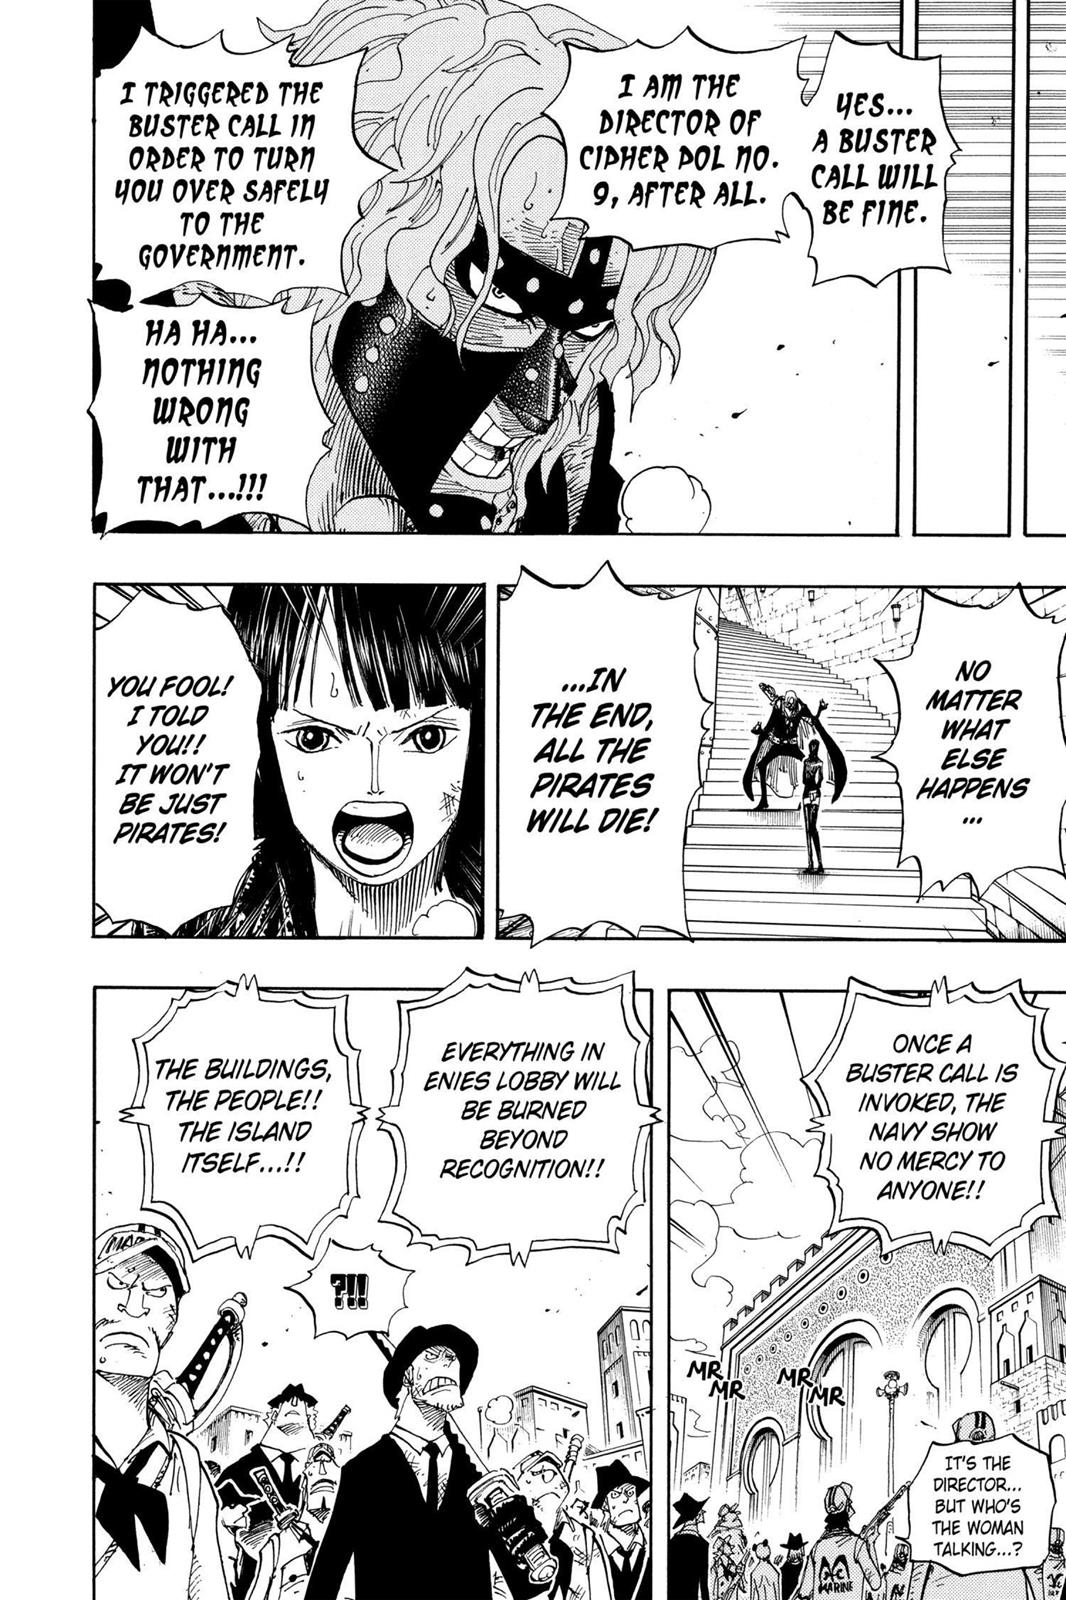 YES...
A BUSTER
CALL WILL
BE FINE.
I AM THE
DIRECTOR OF
CIPHER POL NO.
9, AFTER ALL.
I TRIGGERED THE
BUSTER CALL IN
ORDER TO TURN
YOU OVER SAFELY
TO THE
GOVERNMENT.
HA HA...
NOTHING
WRONG
WITH
THAT...!!!
NO
MATTER
WHAT
ELSE
HAPPENS
...
...IN
THE END,
ALL THE
PIRATES
WILL DIE!
YOU FOOL!
I TOLD
YOU!!
IT WON'T
BE JUST
PIRATES!
ONCE A
BUSTER CALL IS
INVOKED, THE
NAVY SHOW
NO MERCY TO
ANYONE!!
MR
MR
MR
MR
IT'S THE
DIRECTOR...
BUT WHO'S
THE WOMAN
TALKING...?
MARINE
EVERYTHING IN
ENIES LOBBY WILL
BE BURNED
BEYOND
RECOGNITION!!
THE BUILDINGS,
THE PEOPLE!!
THE ISLAND
ITSELF...!!
?!!